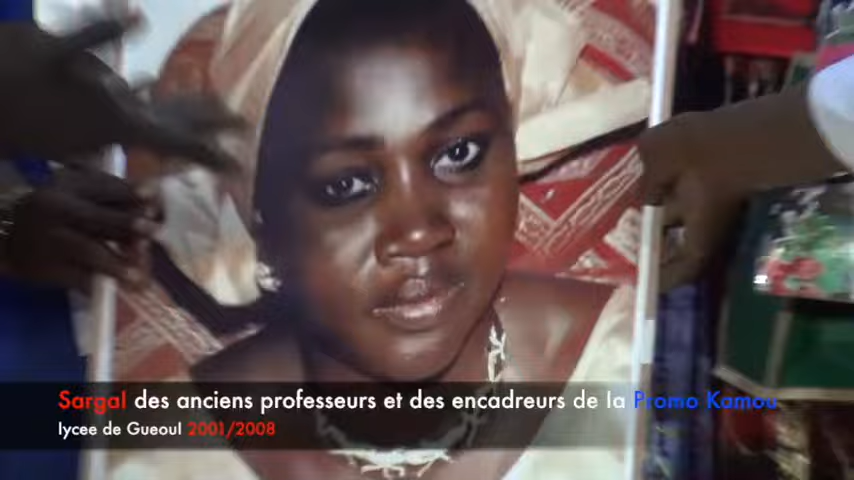 Sargal des anciens professeurs et des encadreurs de la Promo Kamou
lycee de Gueoul 2001/2008